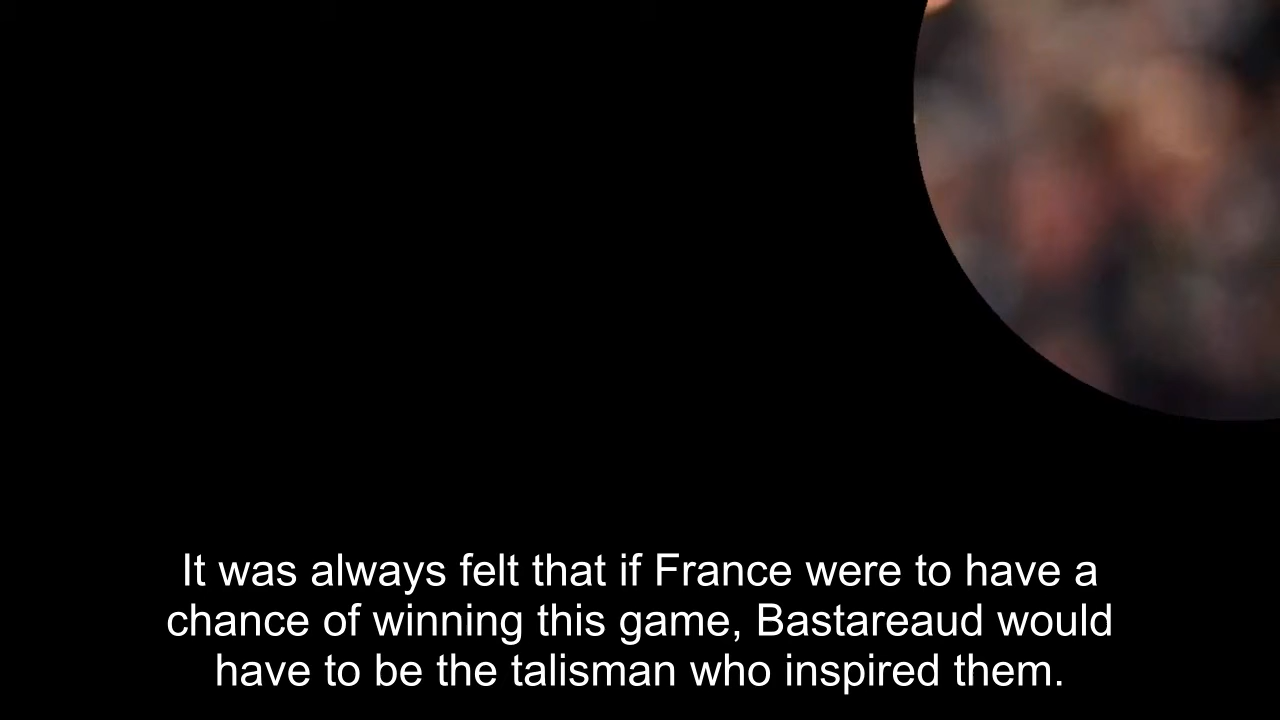 It was always felt that if France were to have a
chance of winning this game, Bastareaud would
have to be the talisman who inspired them.